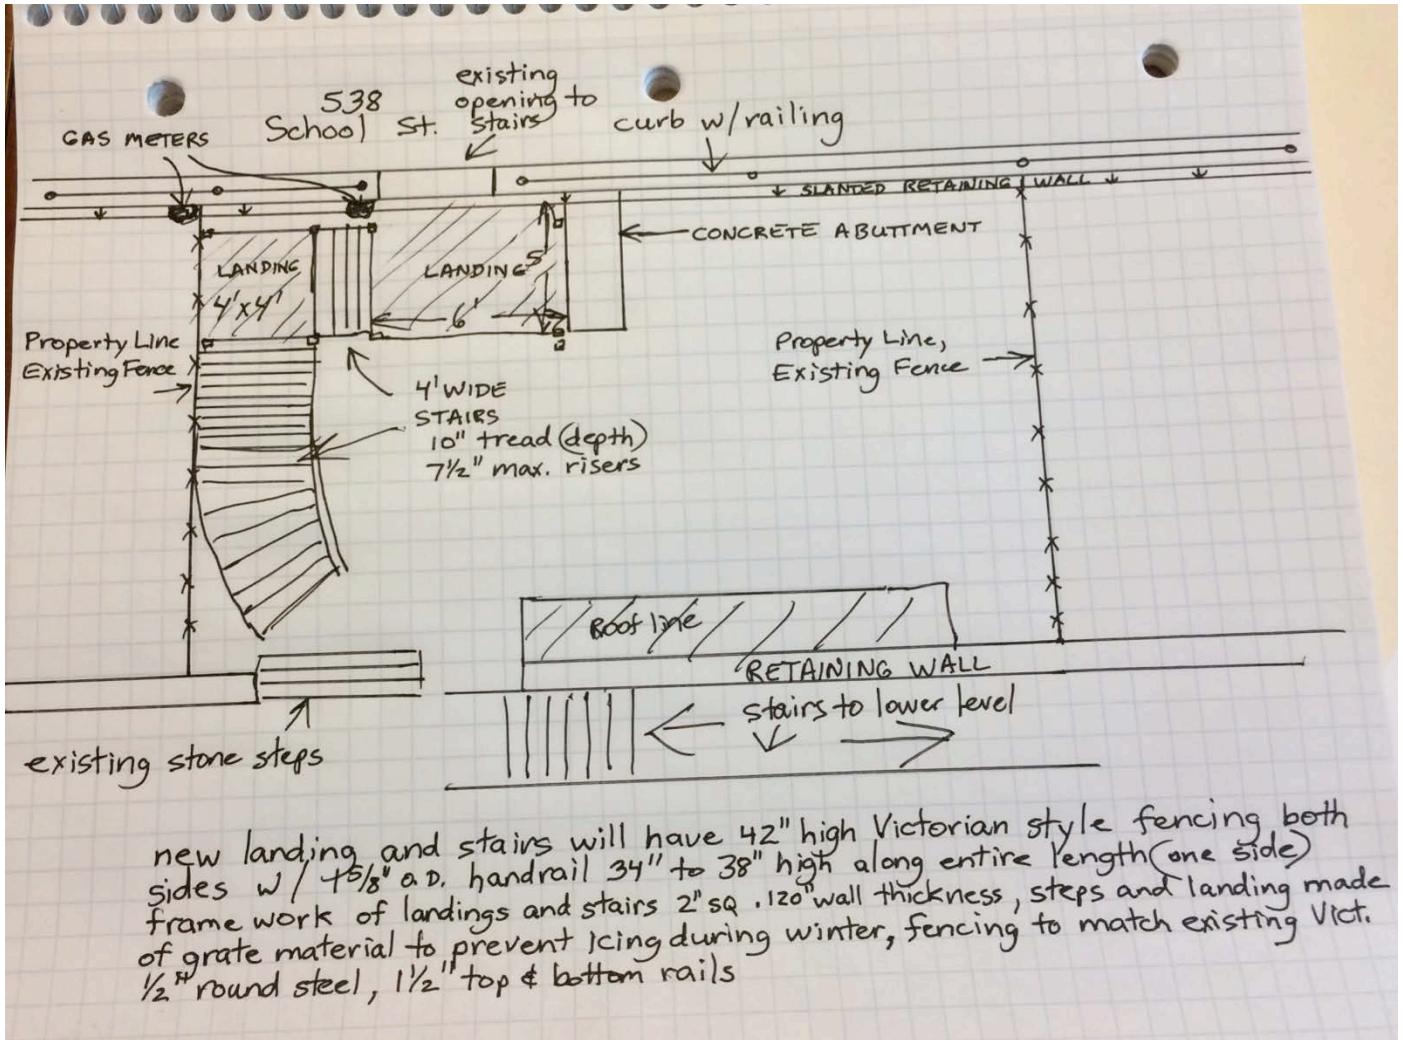 538
School St.
existing
opening to
stairs
curb w/railing
GAS METERS
SLANTED RETAINING WALL
CONCRETE ABUTTMENT
LANDING
4'x4'
LANDING
5'
6'
Property Line
Existing Fence
4' WIDE
STAIRS
10" tread (depth)
7½" max. risers
Property Line,
Existing Fence
Roof line
RETAINING WALL
stairs to lower level
existing stone steps
new landing and stairs will have 42" high Victorian style fencing both
sides w/ 1 5/8" O.D. handrail 34" to 38" high along entire length (one side)
frame work of landings and stairs 2" SQ .120" wall thickness, steps and landing made
of grate material to prevent icing during winter, fencing to match existing Vict.
½" round steel, 1½" top & bottom rails